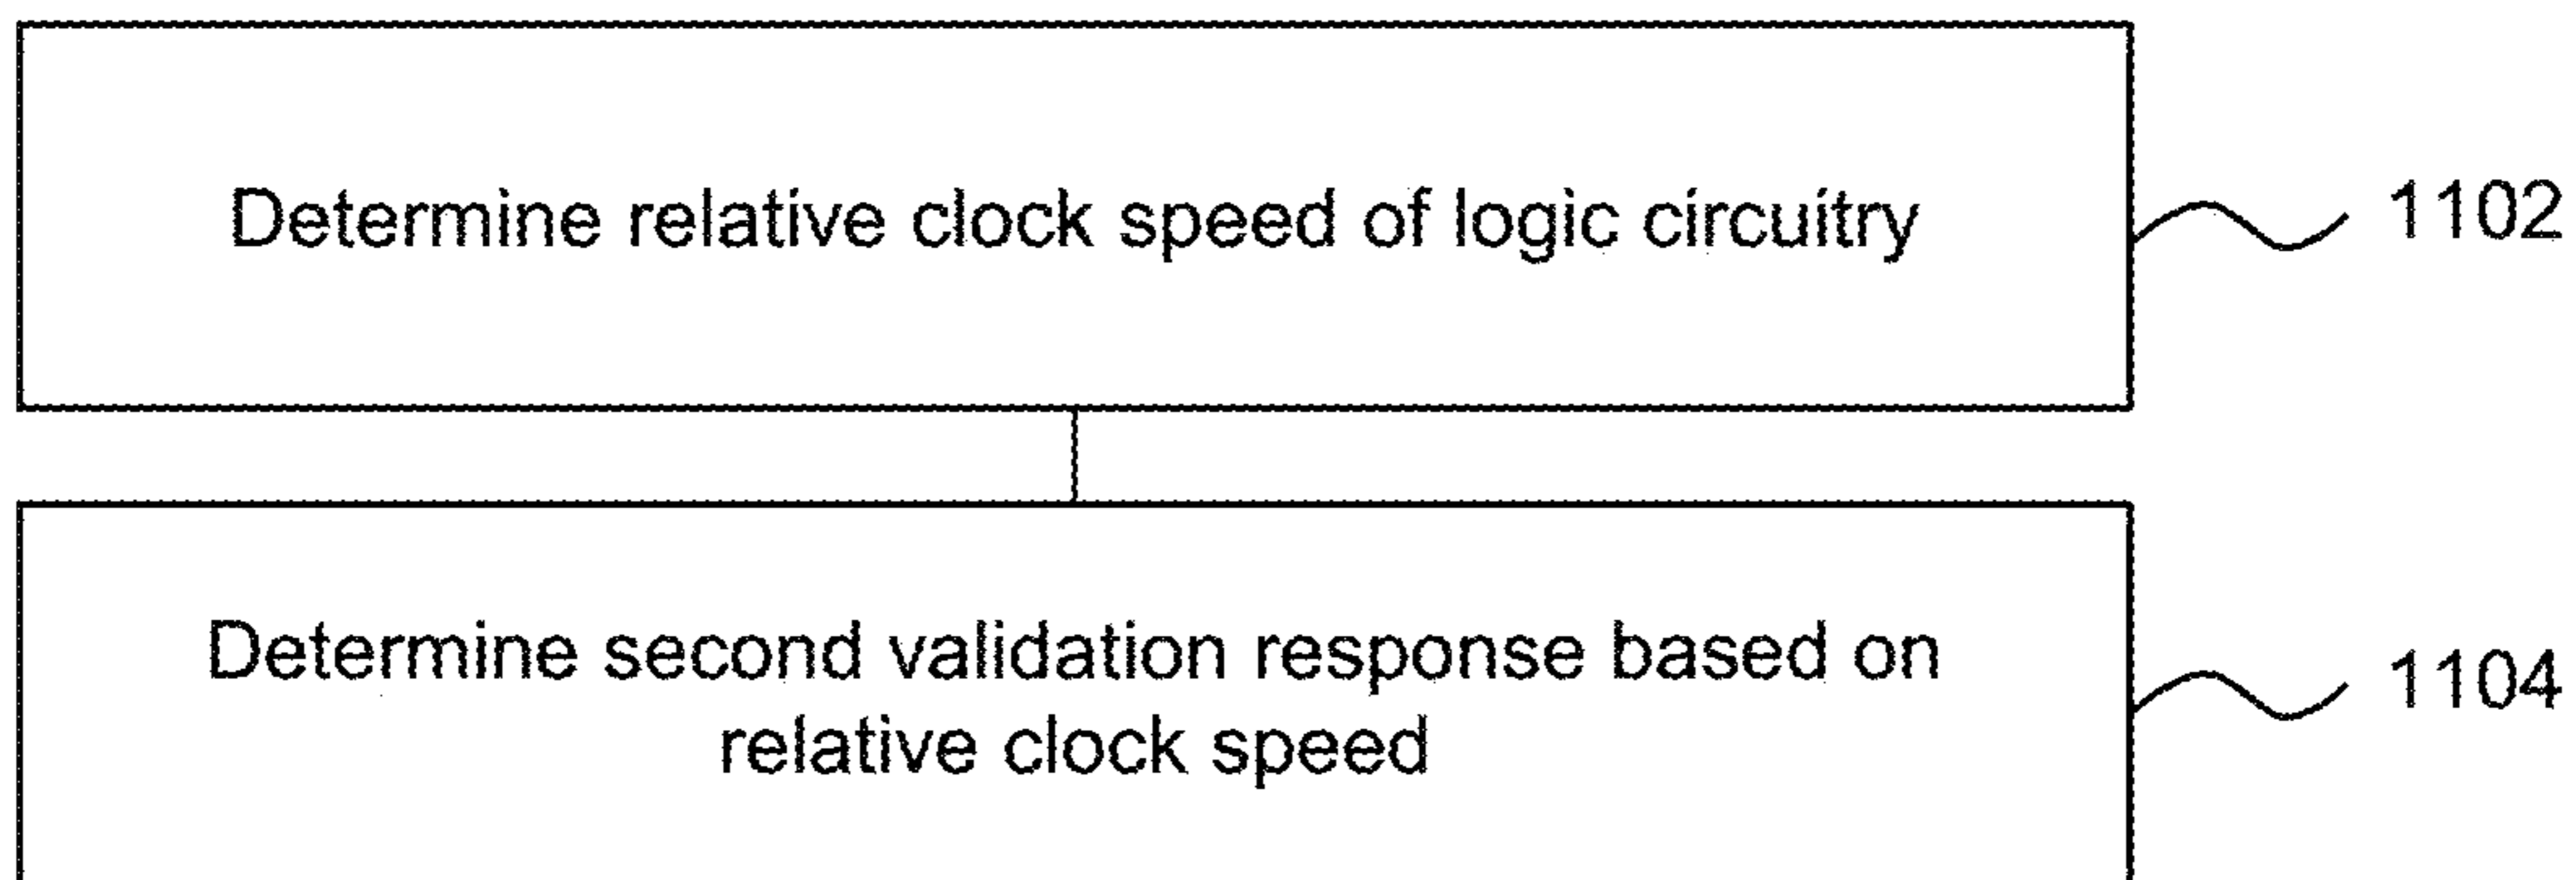 Determine relative clock speed of logic circuitry
1102
Determine second validation response based on
relative clock speed
1104